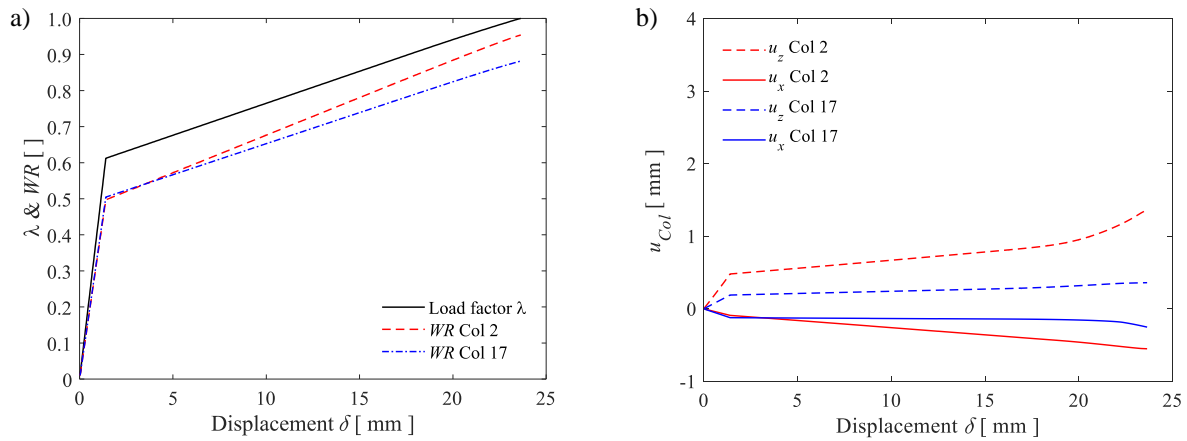 a)
λ & WR [ ]
1.0
0.9
0.8
0.7
0.6
0.5
0.4
0.3
0.2
0.1
0
0 5 10 15 20 25
Displacement δ [ mm ]
Load factor λ
WR Col 2
WR Col 17
b)
u_Col [ mm ]
4
3
2
1
0
-1
0 5 10 15 20 25
Displacement δ [ mm ]
u_z Col 2
u_x Col 2
u_z Col 17
u_x Col 17